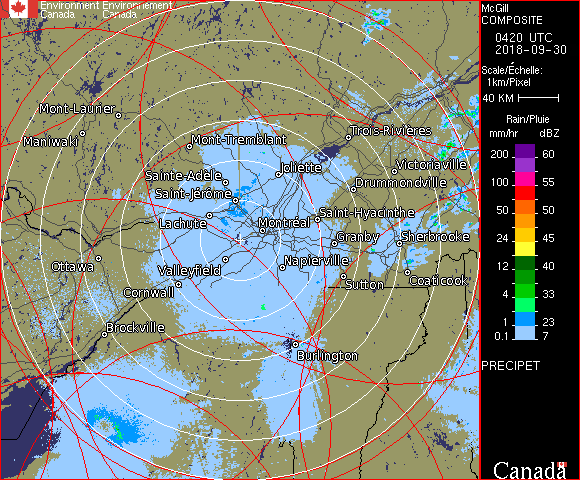 Environment Environnement
Canada Canada
McGill
COMPOSITE
0420 UTC
2018-09-30
Scale/Échelle:
1km/Pixel
40 KM
Rain/Pluie
mm/hr dBZ
200 60
100 55
50 50
24 45
12 40
8 33
4 30
2 23
0.1 7
PRECIPET
Canada
Mont-Laurier
Maniwaki
Mont-Tremblant
Trois-Rivières
Joliette
Victoriaville
Sainte-Adèle
Drummondville
Saint-Jérôme
Saint-Hyacinthe
Lachute
Montréal
Granby
Sherbrooke
Ottawa
Valleyfield
Napierville
Cornwall
Sutton
Coaticook
Brockville
Burlington